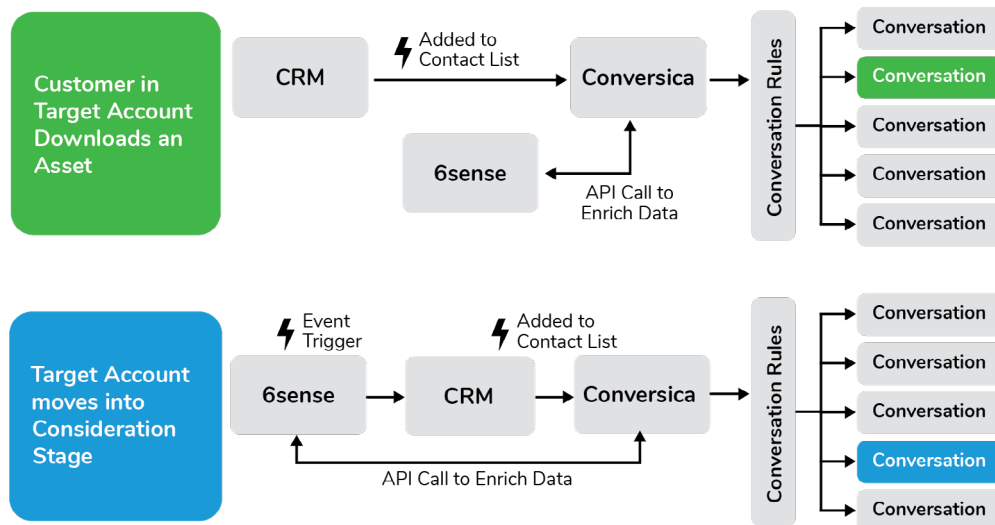 Customer in
Target Account
Downloads an
Asset
CRM
Added to
Contact List
Conversica
6sense
API Call to
Enrich Data
Conversation Rules
Conversation
Conversation
Conversation
Conversation
Conversation
Target Account
moves into
Consideration
Stage
Event
Trigger
6sense
CRM
Added to
Contact List
Conversica
API Call to Enrich Data
Conversation Rules
Conversation
Conversation
Conversation
Conversation
Conversation